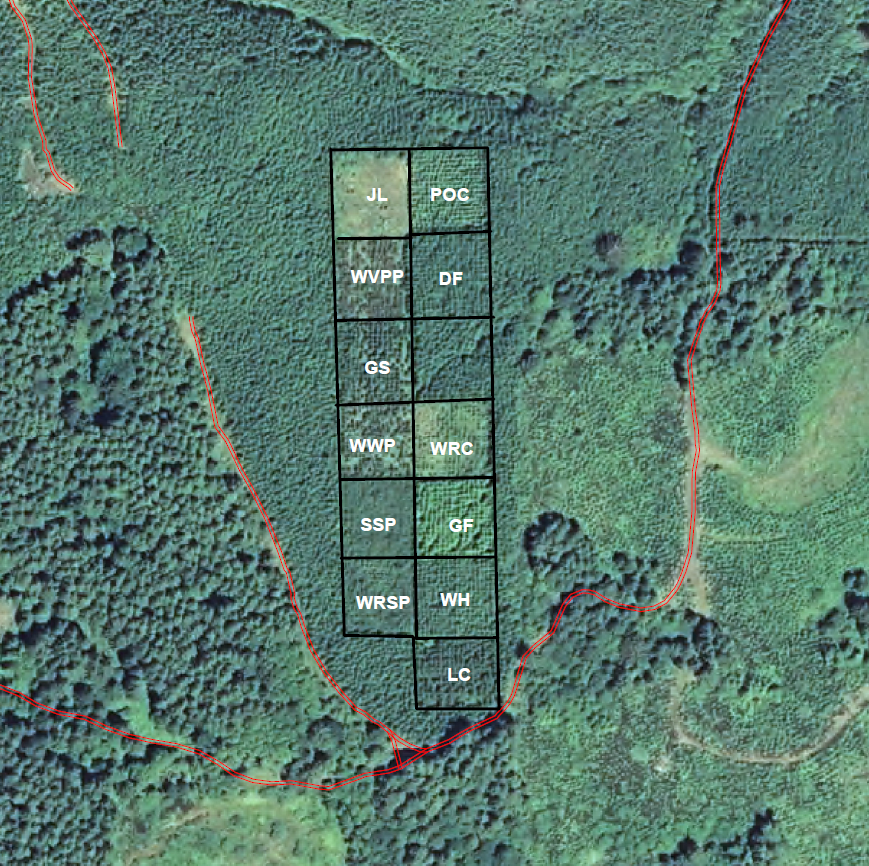 JL POC
WVPP DF
GS
WWP WRC
SSP GF
WRSP WH
LC